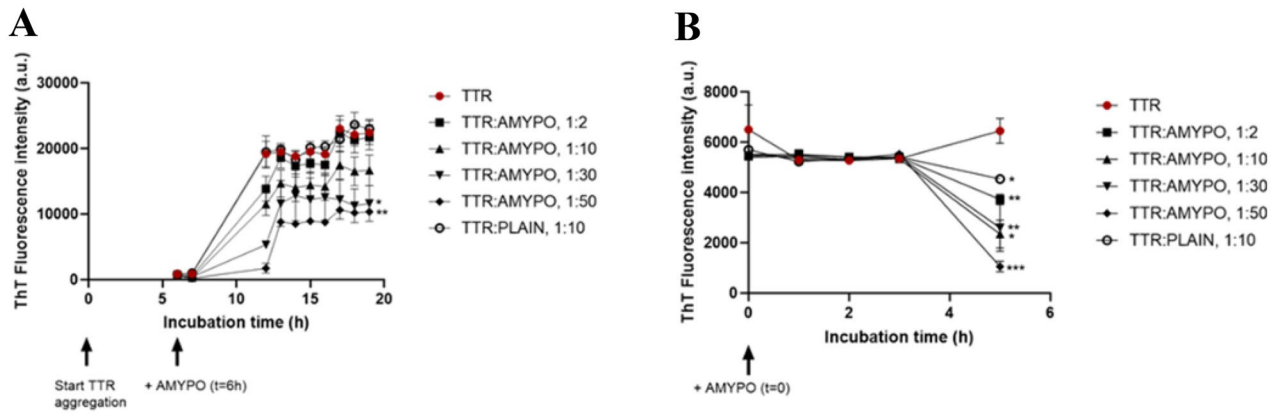 A
ThT Fluorescence intensity (a.u.)
30000
20000
10000
0
0 5 10 15 20
Incubation time (h)
Start TTR
aggregation
+ AMYPO (t=6h)
*
**
TTR
TTR:AMYPO, 1:2
TTR:AMYPO, 1:10
TTR:AMYPO, 1:30
TTR:AMYPO, 1:50
TTR:PLAIN, 1:10
B
ThT Fluorescence intensity (a.u.)
8000
6000
4000
2000
0
0 2 4 6
Incubation time (h)
+ AMYPO (t=0)
*
**
**
*
***
TTR
TTR:AMYPO, 1:2
TTR:AMYPO, 1:10
TTR:AMYPO, 1:30
TTR:AMYPO, 1:50
TTR:PLAIN, 1:10